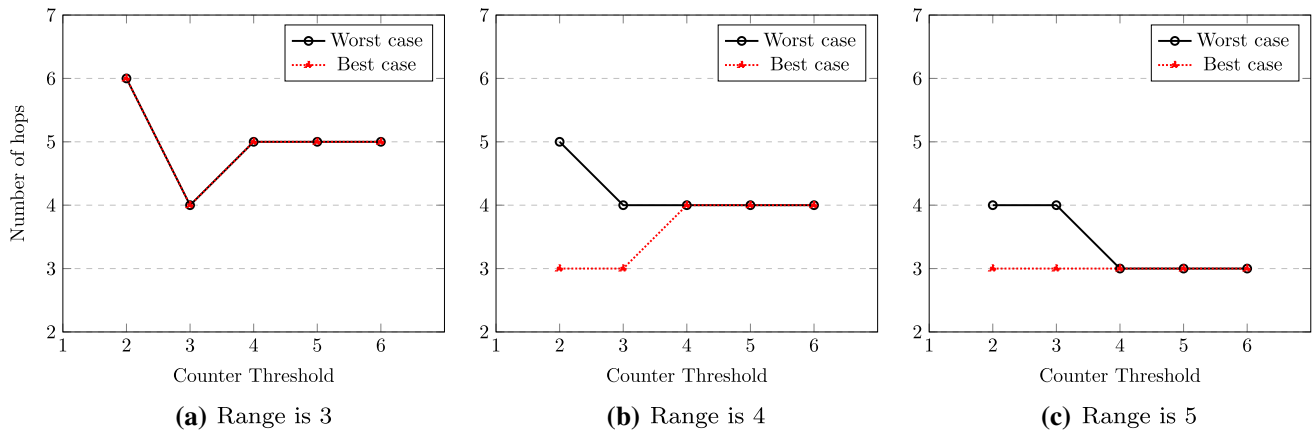 Number of hops
7
6
5
4
3
2
1 2 3 4 5 6
Worst case
Best case
Counter Threshold
(a) Range is 3
7
6
5
4
3
2
1 2 3 4 5 6
Worst case
Best case
Counter Threshold
(b) Range is 4
7
6
5
4
3
2
1 2 3 4 5 6
Worst case
Best case
Counter Threshold
(c) Range is 5